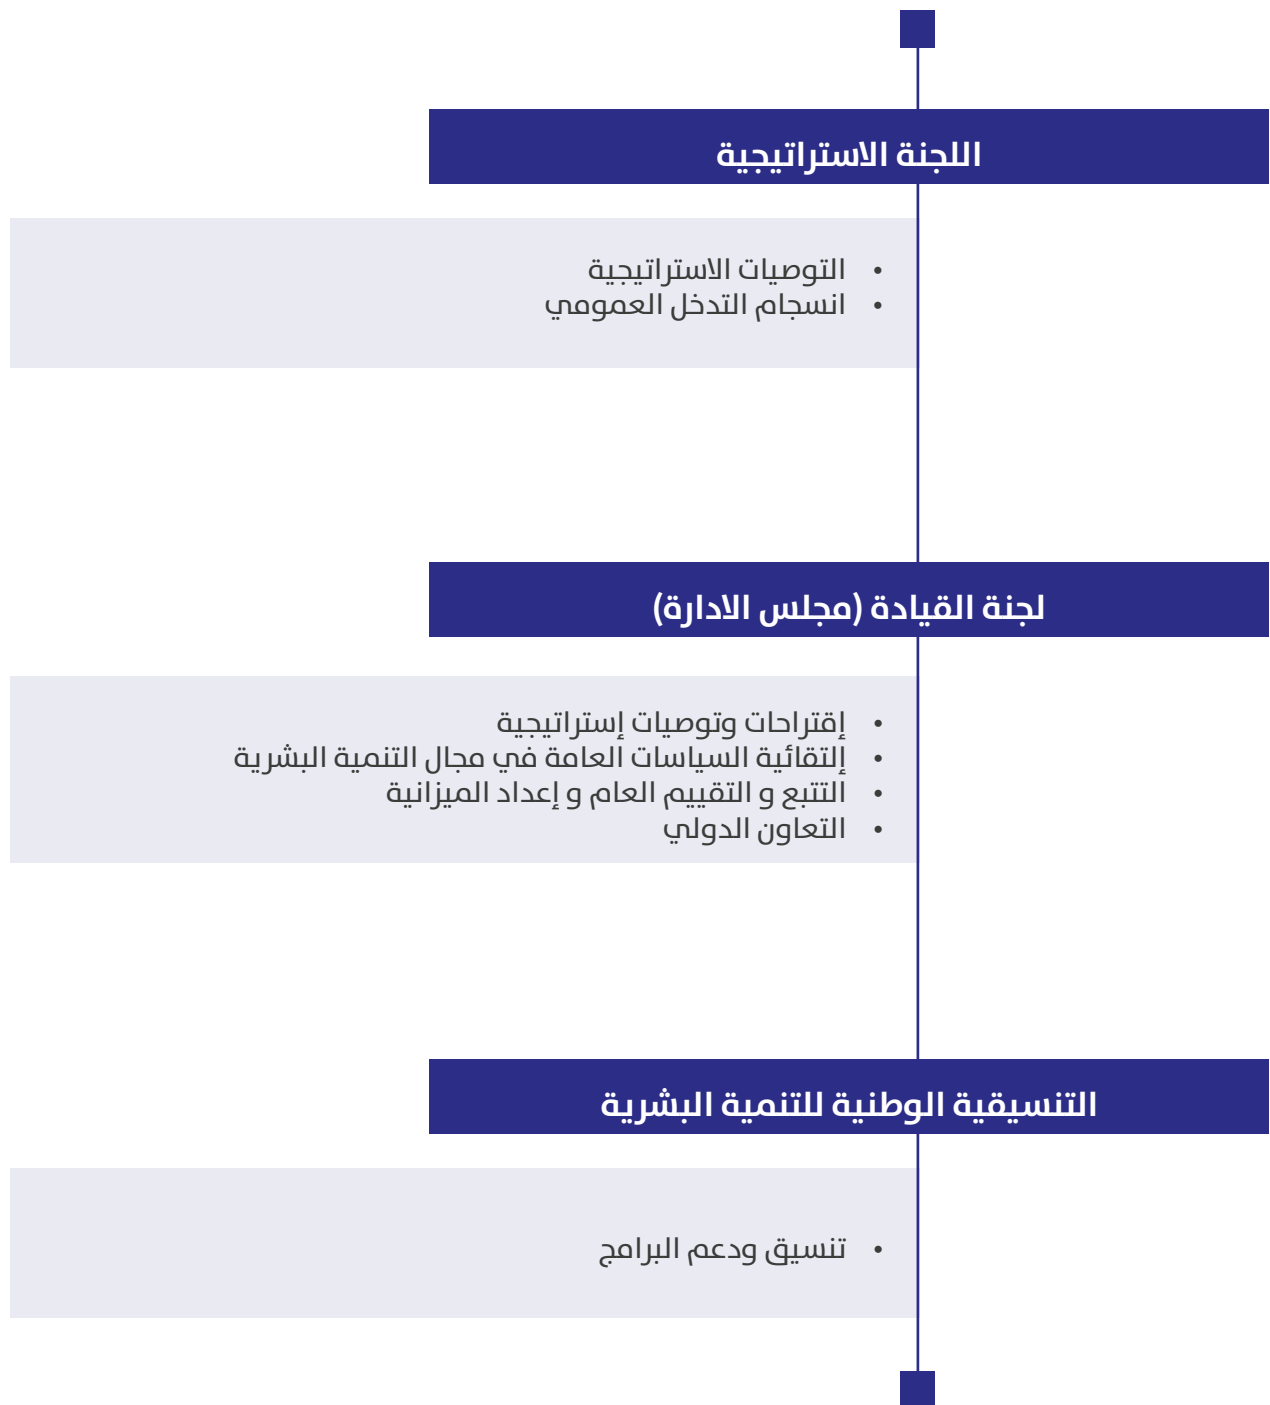 اللجنة الاستراتيجية
• التوصيات الاستراتيجية
• انسجام التدخل العمومي
لجنة القيادة (مجلس الادارة)
• إقتراحات وتوصيات إستراتيجية
• إلتقائية السياسات العامة في مجال التنمية البشرية
• التتبع و التقييم العام و إعداد الميزانية
• التعاون الدولي
التنسيقية الوطنية للتنمية البشرية
• تنسيق ودعم البرامج